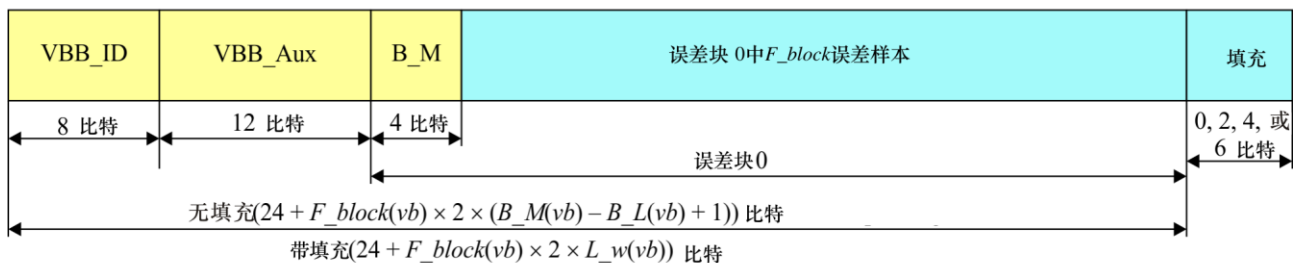 VBB_ID VBB_Aux B_M 误差块 0中F_block误差样本 填充
8 比特 12 比特 4 比特 0, 2, 4, 或
6 比特
误差块0
无填充(24 + F_block(vb) × 2 × (B_M(vb) – B_L(vb) + 1)) 比特
带填充(24 + F_block(vb) × 2 × L_w(vb)) 比特